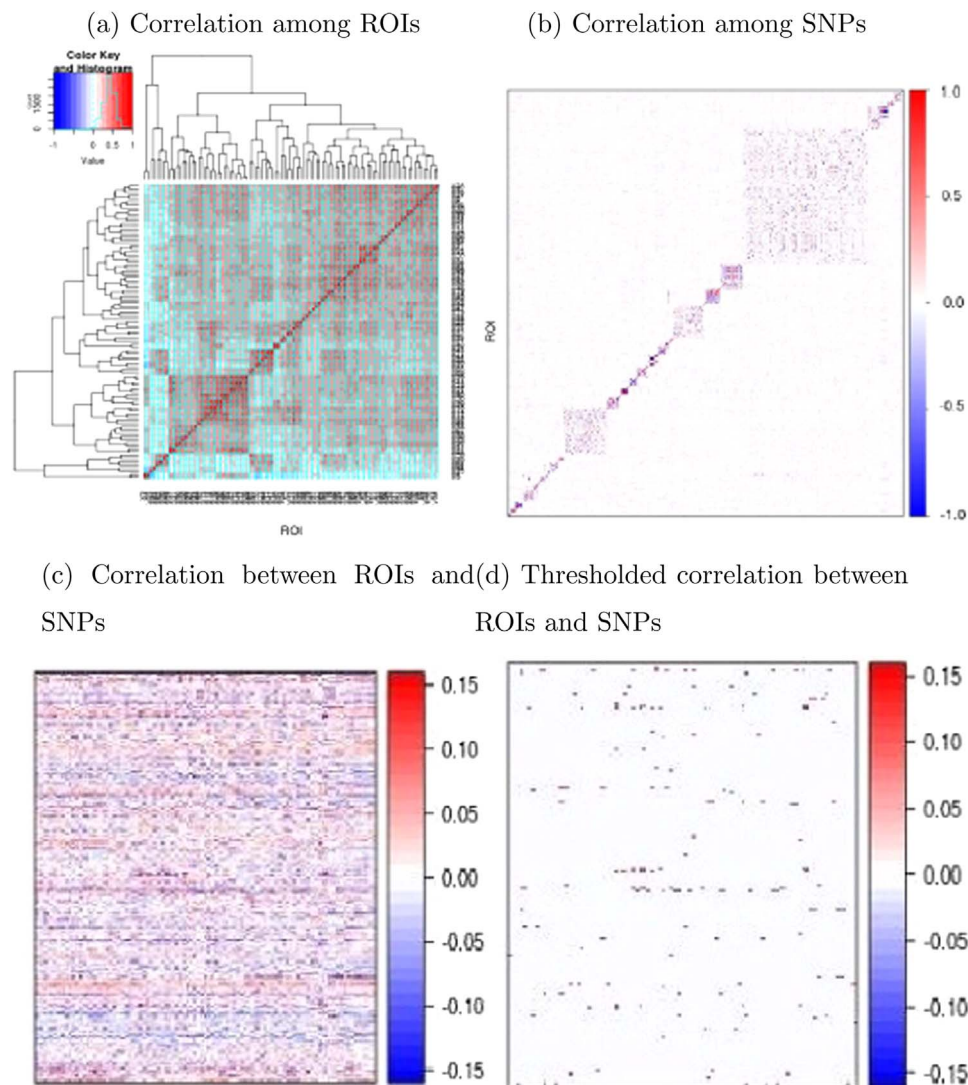 (a) Correlation among ROIs
(b) Correlation among SNPs
Color Key
and Histogram
1500
0
-1
0
0.5
1
Value
ROI
ROI
1.0
0.5
0.0
-0.5
-1.0
(c) Correlation between ROIs and
SNPs
(d) Thresholded correlation between
ROIs and SNPs
0.15
0.10
0.05
0.00
-0.05
-0.10
-0.15
0.15
0.10
0.05
0.00
-0.05
-0.10
-0.15